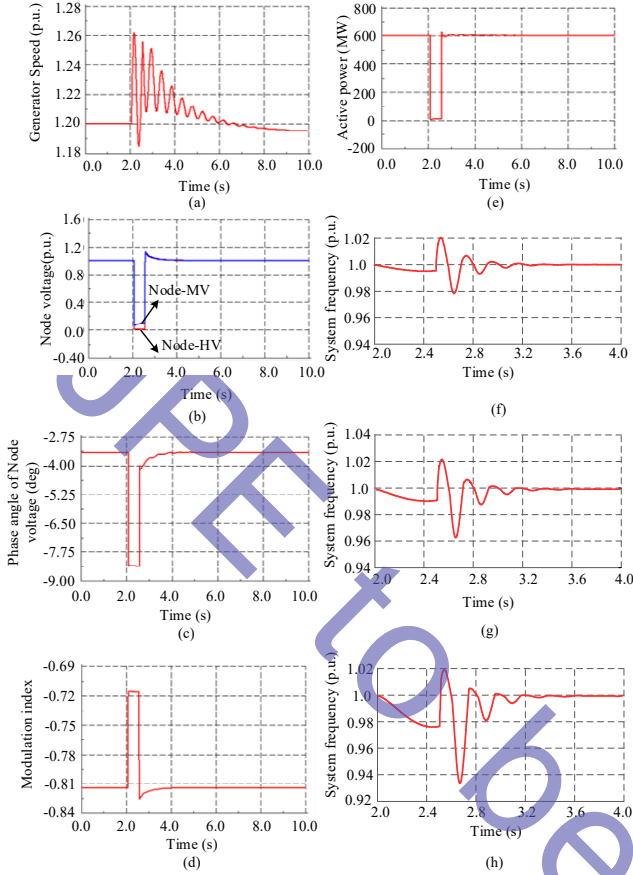 Generator Speed (p.u.)
1.28
1.26
1.22
1.20
1.18
0.0 2.0 4.0 6.0 8.0 10.0
Time (s)
(a)
Node voltage(p.u.)
1.6
1.2
0.8
0.4
0.0
-0.40
Node-MV
Node-HV
0.0 2.0 4.0 6.0 8.0 10.0
Time (s)
(b)
Phase angle of Node
voltage (deg)
-2.75
-4.00
-5.25
-6.50
-7.75
-9.00
0.0 2.0 4.0 6.0 8.0 10.0
Time (s)
(c)
Modulation index
-0.69
-0.72
-0.75
-0.78
-0.81
-0.84
0.0 2.0 4.0 6.0 8.0 10.0
Time (s)
(d)
Active power (MW)
800
600
400
200
0
-200
0.0 2.0 4.0 6.0 8.0 10.0
Time (s)
(e)
System frequency (p.u.)
1.02
1.0
0.98
0.96
0.94
2.0 2.4 2.8 3.2 3.6 4.0
Time (s)
(f)
System frequency (p.u.)
1.04
1.02
1.0
0.98
0.96
0.94
2.0 2.4 2.8 3.2 3.6 4.0
Time (s)
(g)
System frequency (p.u.)
1.02
1.0
0.98
0.96
0.94
0.92
2.0 2.4 2.8 3.2 3.6 4.0
Time (s)
(h)
JPE to be